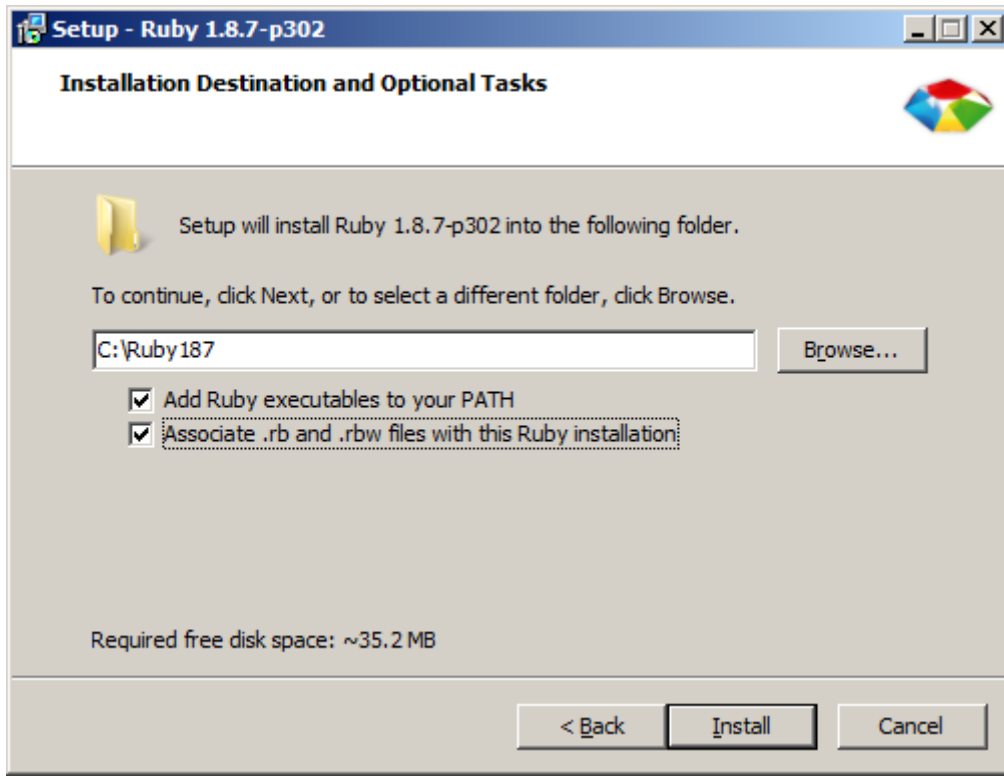 Setup - Ruby 1.8.7-p302
Installation Destination and Optional Tasks
Setup will install Ruby 1.8.7-p302 into the following folder.
To continue, click Next, or to select a different folder, click Browse.
C:\Ruby187
Browse...
Add Ruby executables to your PATH
Associate .rb and .rbw files with this Ruby installation
Required free disk space: ~35.2 MB
< Back
Install
Cancel